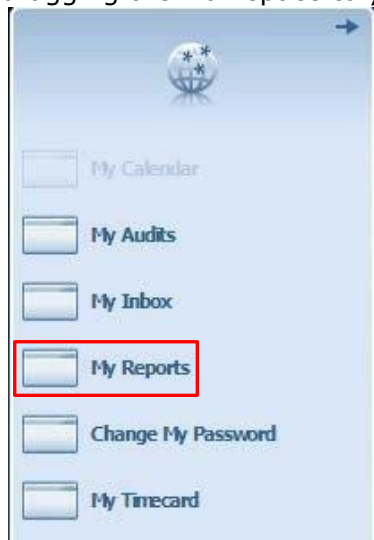 My Calendar
My Audits
My Inbox
My Reports
Change My Password
My Timecard